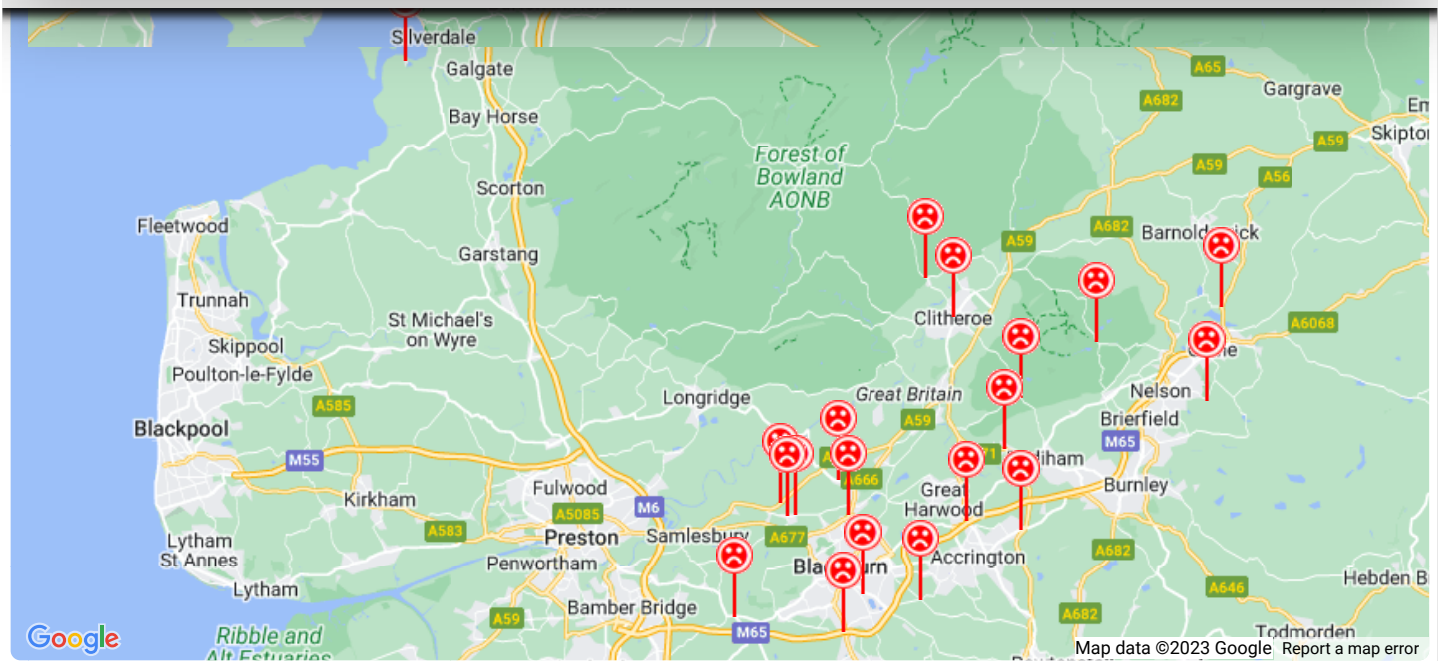 Silverdale
Galgate
A65
Gargrave
A682
Bay Horse
A59
Forest of
Bowland
AONB
A59
A56
Scorton
Fleetwood
A682
A59
Garstang
Trunnah
St Michael's
on Wyre
Clitheroe
A6068
Skippool
Poulton-le-Fylde
Longridge
Great Britain
Nelson
A585
A59
Brierfield
Blackpool
M65
M55
A666
Burnley
Fulwood
Great
Harwood
Kirkham
M6
A5085
A583
Preston
Samlesbury
A677
Lytham
St Annes
A682
Accrington
Penwortham
Lytham
A646
Bamber Bridge
A59
A682
M65
Todmorden
Google
Ribble and
Alt Estuaries
Map data ©2023 Google
Report a map error